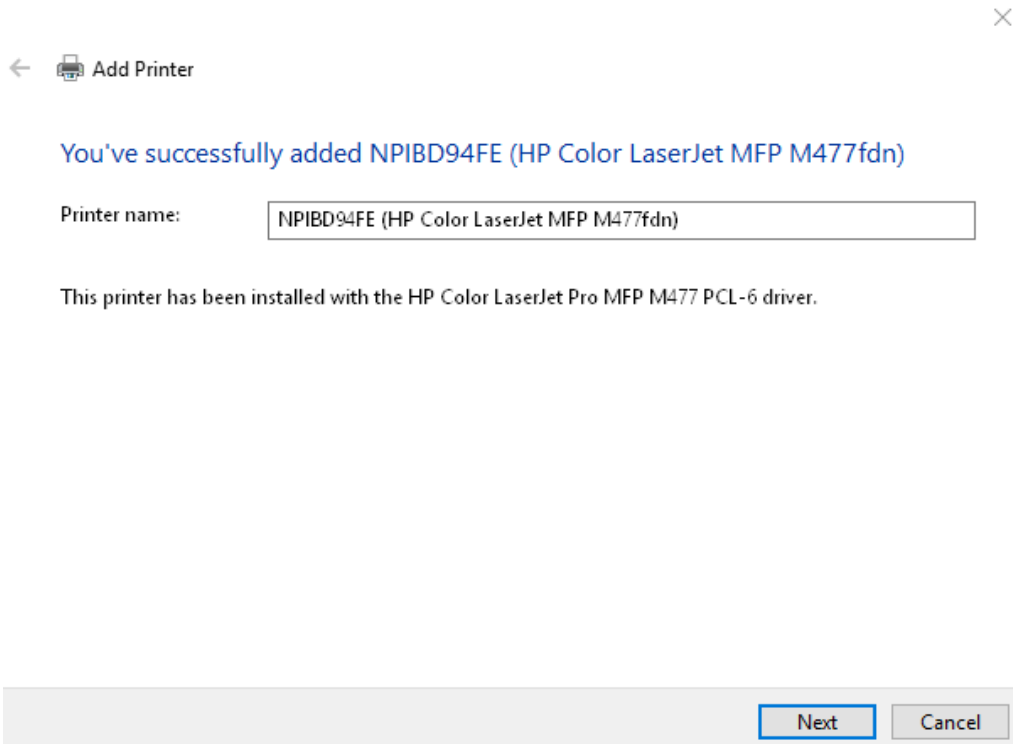 Add Printer
You've successfully added NPIBD94FE (HP Color LaserJet MFP M477fdn)
Printer name: NPIBD94FE (HP Color LaserJet MFP M477fdn)
This printer has been installed with the HP Color LaserJet Pro MFP M477 PCL-6 driver.
Next Cancel